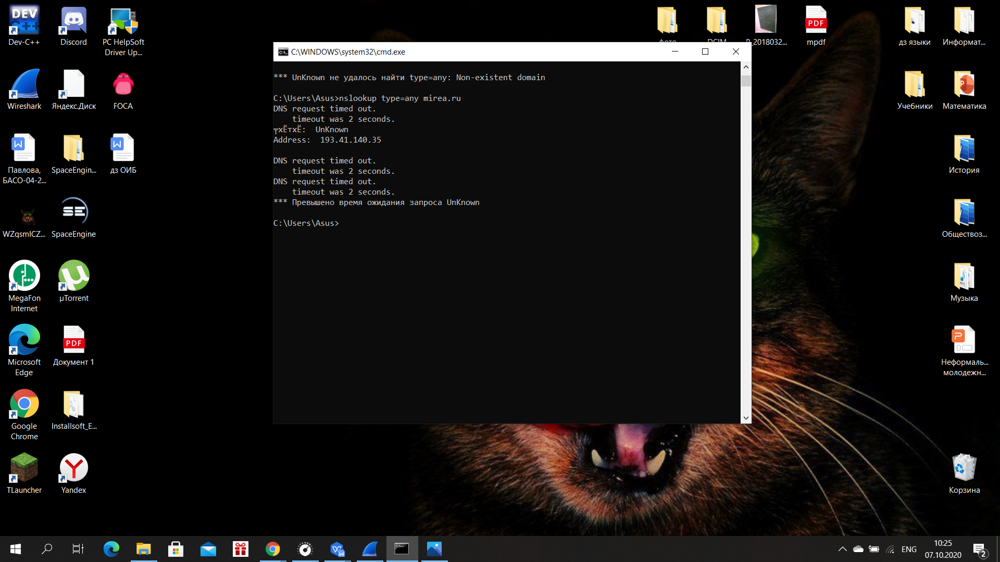 Dev-C++
Discord
PC HelpSoft
Driver Up...
Wireshark
Яндекс.Диск
FOCA
Павлова,
БАСО-04-2...
SpaceEngin...
дз ОИБ
WZqsmICZ...
SpaceEngine
MegaFon
Internet
µTorrent
Microsoft
Edge
Документ 1
Google
Chrome
Installsoft_E...
TLauncher
Yandex
C:\WINDOWS\system32\cmd.exe
*** UnKnown не удалось найти type=any: Non-existent domain
C:\Users\Asus>nslookup type=any mirea.ru
DNS request timed out.
timeout was 2 seconds.
╤хЁтхЁ:  UnKnown
Address:  193.41.140.35
DNS request timed out.
timeout was 2 seconds.
DNS request timed out.
timeout was 2 seconds.
*** Превышено время ожидания запроса UnKnown
C:\Users\Asus>
фото
DCIM
P_2018032...
mpdf
дз языки
Информат...
Учебники
Математика
История
Обществоз...
Музыка
Неформаль...
молодежн...
Корзина
ENG
10:25
07.10.2020
2